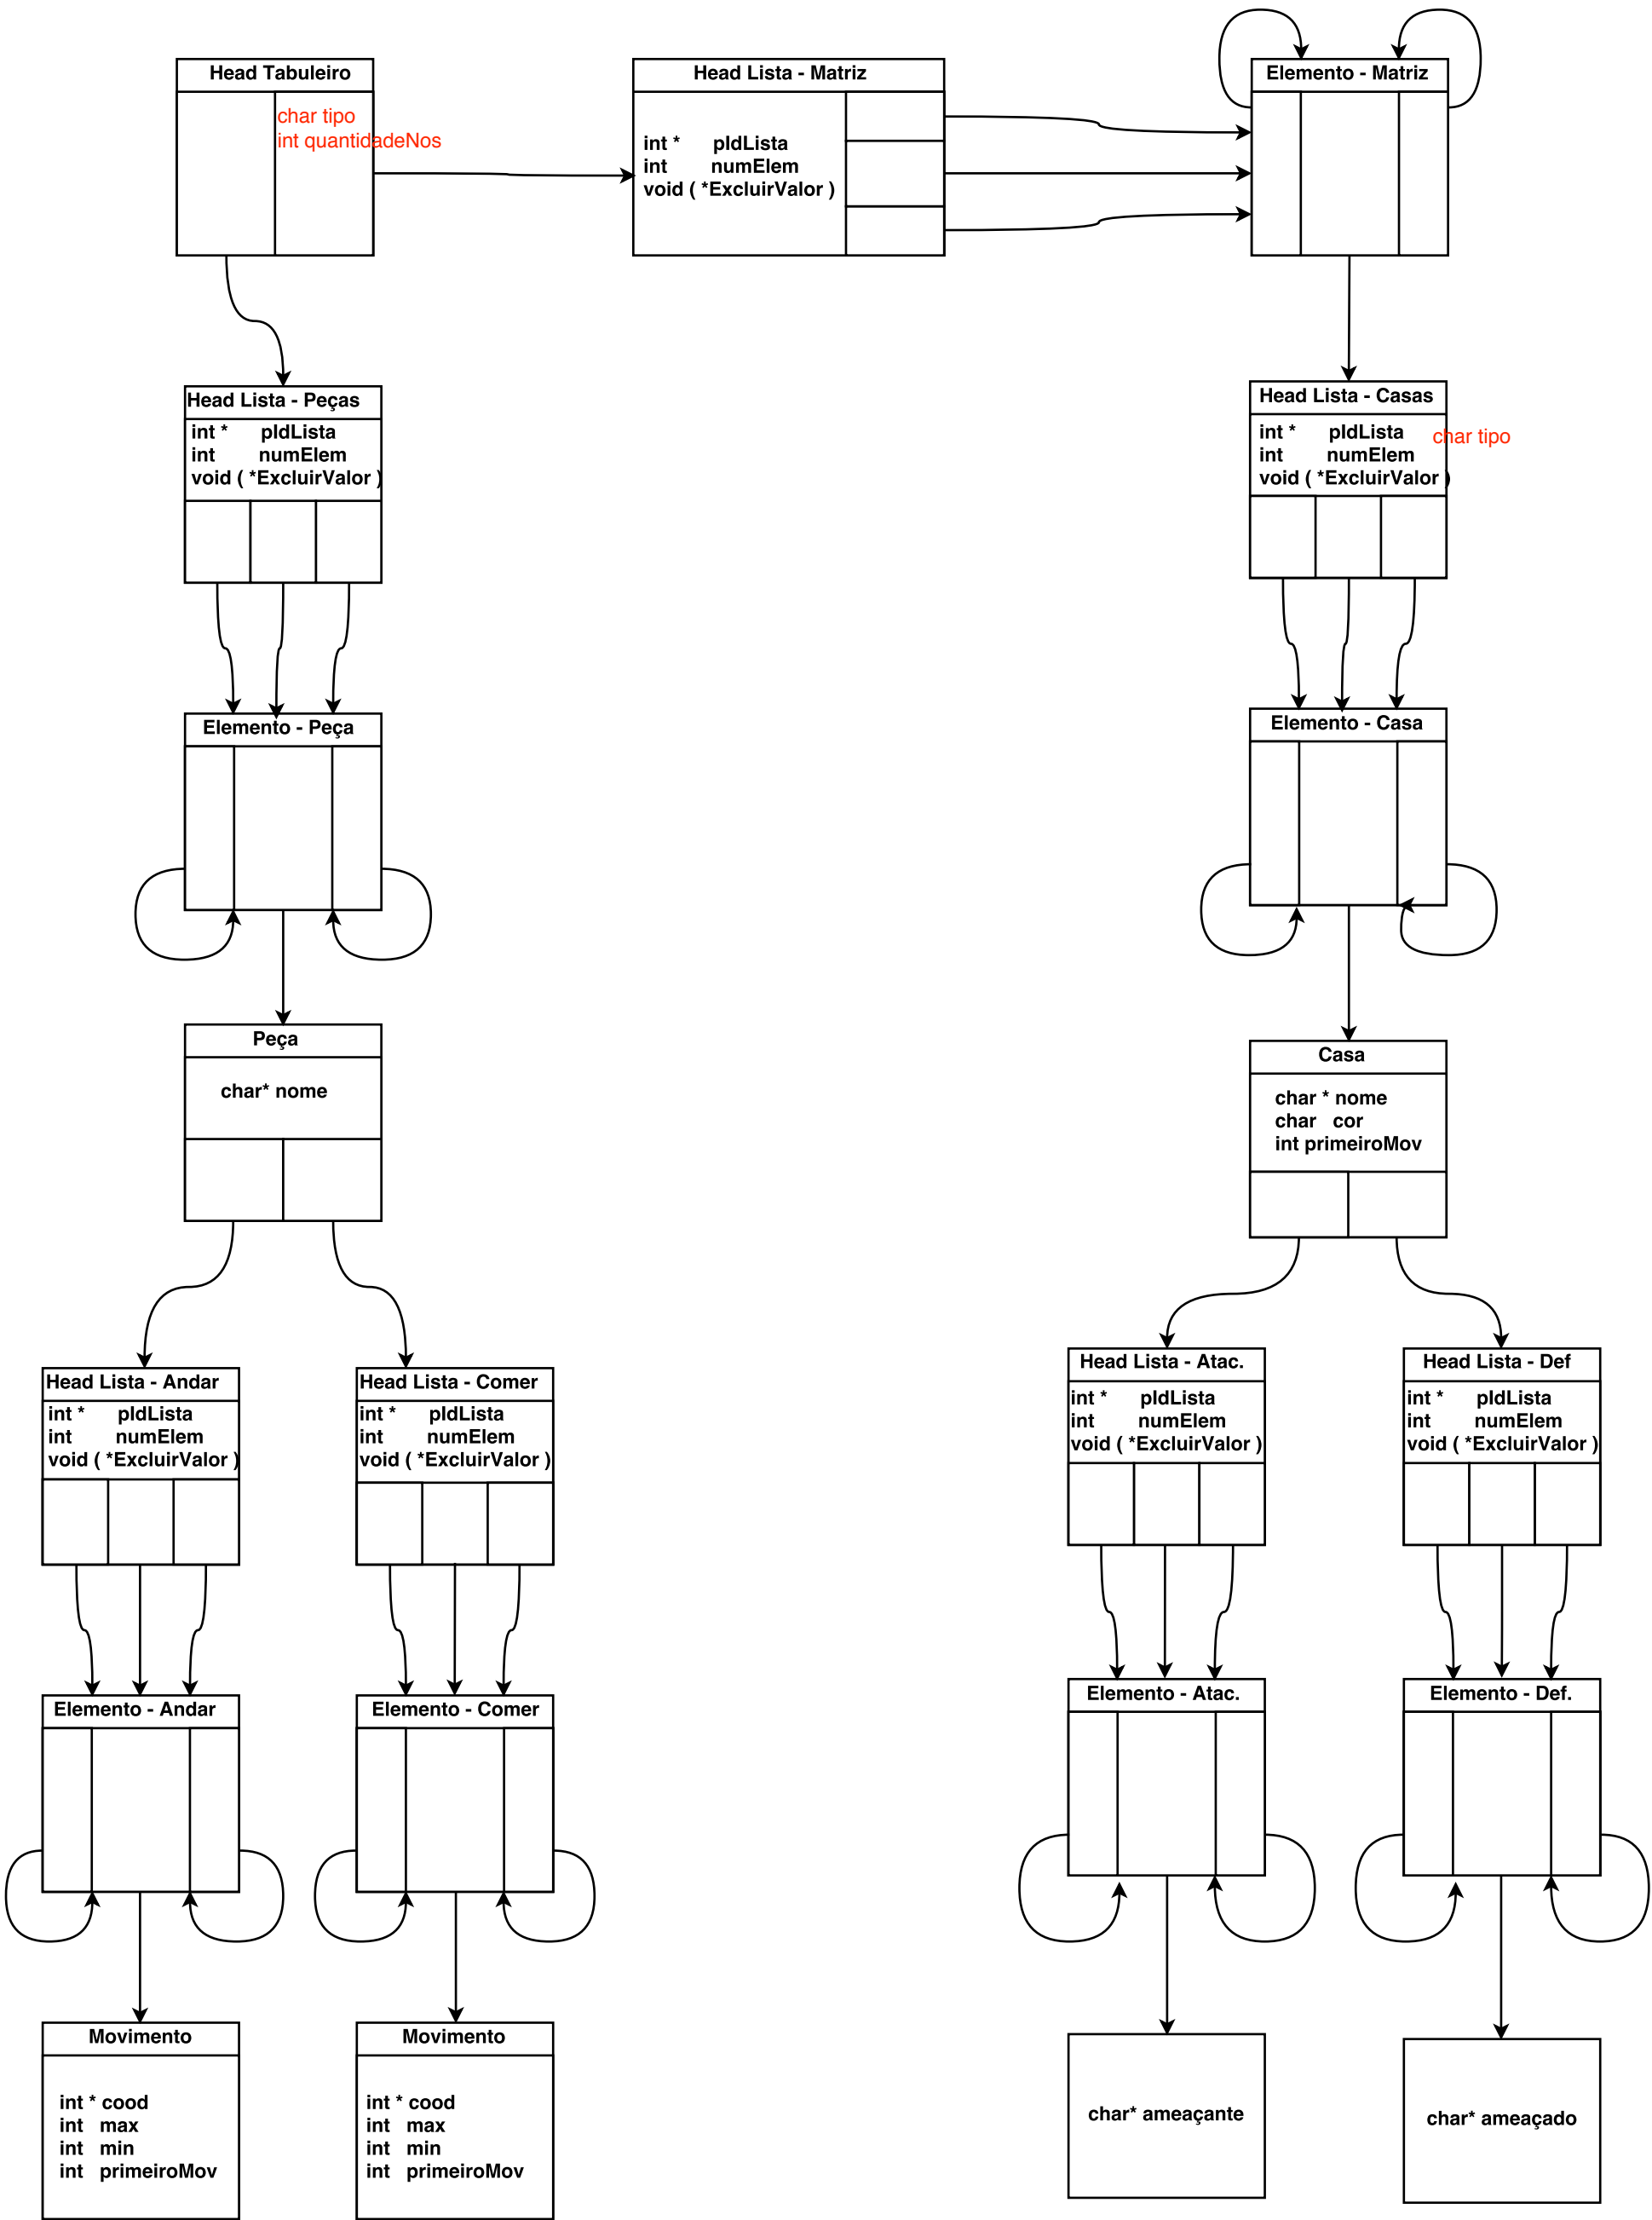 Head Tabuleiro
char tipo
int quantidadeNos
Head Lista - Matriz
int * pIdLista
int numElem
void ( *ExcluirValor )
Elemento - Matriz
Head Lista - Peças
int * pIdLista
int numElem
void ( *ExcluirValor )
Head Lista - Casas
int * pIdLista
int numElem
void ( *ExcluirValor )
char tipo
Elemento - Peça
Elemento - Casa
Peça
char* nome
Casa
char * nome
char cor
int primeiroMov
Head Lista - Andar
int * pIdLista
int numElem
void ( *ExcluirValor )
Head Lista - Comer
int * pIdLista
int numElem
void ( *ExcluirValor )
Head Lista - Atac.
int * pIdLista
int numElem
void ( *ExcluirValor )
Head Lista - Def
int * pIdLista
int numElem
void ( *ExcluirValor )
Elemento - Andar
Elemento - Comer
Elemento - Atac.
Elemento - Def.
Movimento
int * cood
int max
int min
int primeiroMov
Movimento
int * cood
int max
int min
int primeiroMov
char* ameaçante
char* ameaçado